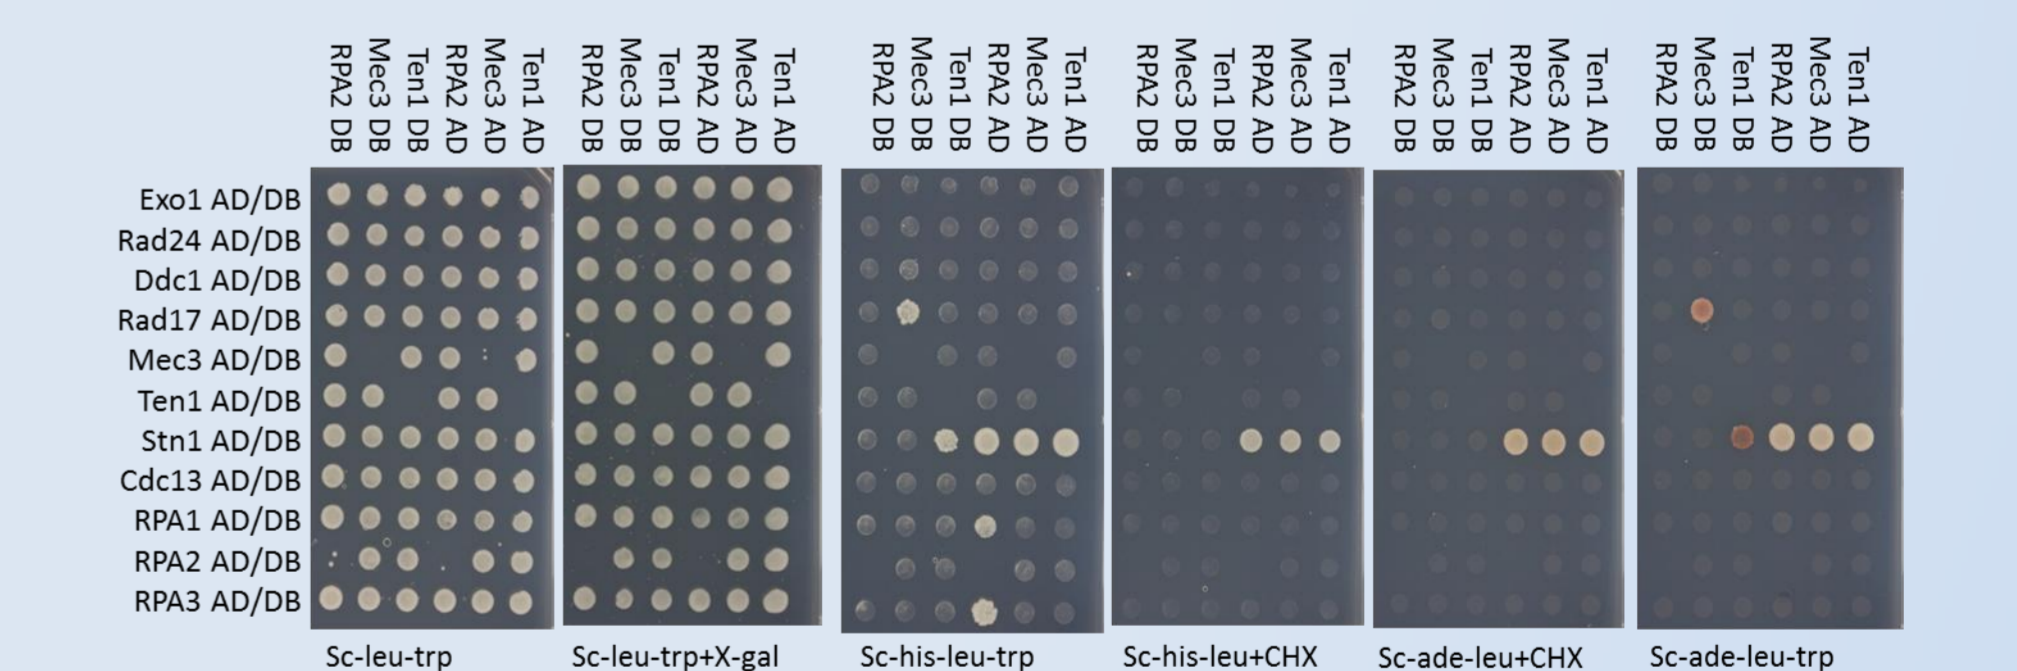 RPA2 DB
Mec3 DB
Ten1 DB
RPA2 AD
Mec3 AD
Ten1 AD
RPA2 DB
Mec3 DB
Ten1 DB
RPA2 AD
Mec3 AD
Ten1 AD
RPA2 DB
Mec3 DB
Ten1 DB
RPA2 AD
Mec3 AD
Ten1 AD
RPA2 DB
Mec3 DB
Ten1 DB
RPA2 AD
Mec3 AD
Ten1 AD
RPA2 DB
Mec3 DB
Ten1 DB
RPA2 AD
Mec3 AD
Ten1 AD
RPA2 DB
Mec3 DB
Ten1 DB
RPA2 AD
Mec3 AD
Ten1 AD
Exo1 AD/DB
Rad24 AD/DB
Ddc1 AD/DB
Rad17 AD/DB
Mec3 AD/DB
Ten1 AD/DB
Stn1 AD/DB
Cdc13 AD/DB
RPA1 AD/DB
RPA2 AD/DB
RPA3 AD/DB
Sc-leu-trp
Sc-leu-trp+X-gal
Sc-his-leu-trp
Sc-his-leu+CHX
Sc-ade-leu+CHX
Sc-ade-leu-trp